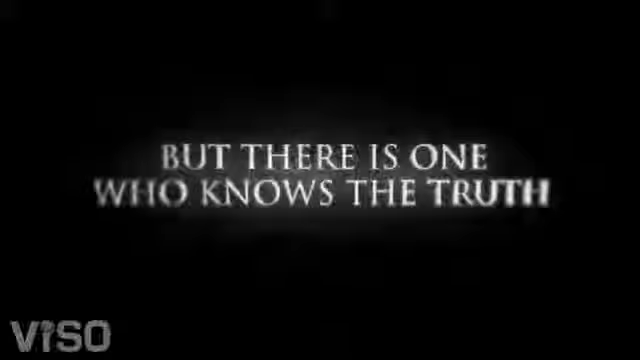 BUT THERE IS ONE
WHO KNOWS THE TRUTH
ViSO